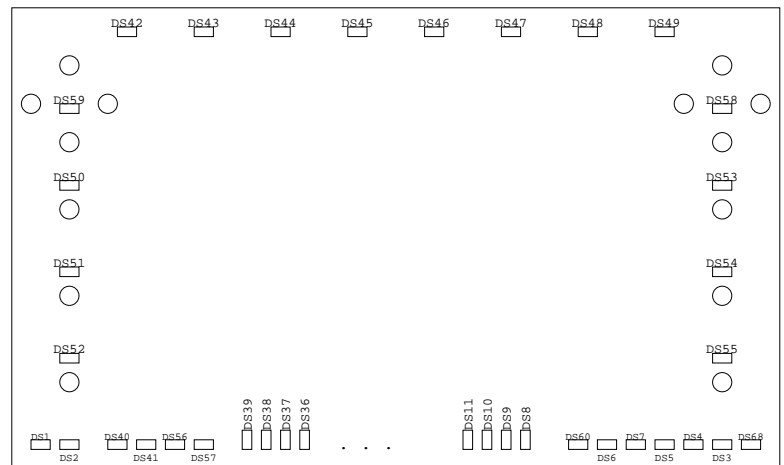 DS42 DS43 DS44 DS45 DS46 DS47 DS48 DS49
DS59 DS58
DS50 DS53
DS51 DS54
DS52 DS55
DS39 DS38 DS37 DS36 DS11 DS10 DS9 DS8
DS1 DS40 DS56 . . . DS60 DS7 DS4 DS68
DS2 DS41 DS57 DS6 DS5 DS3